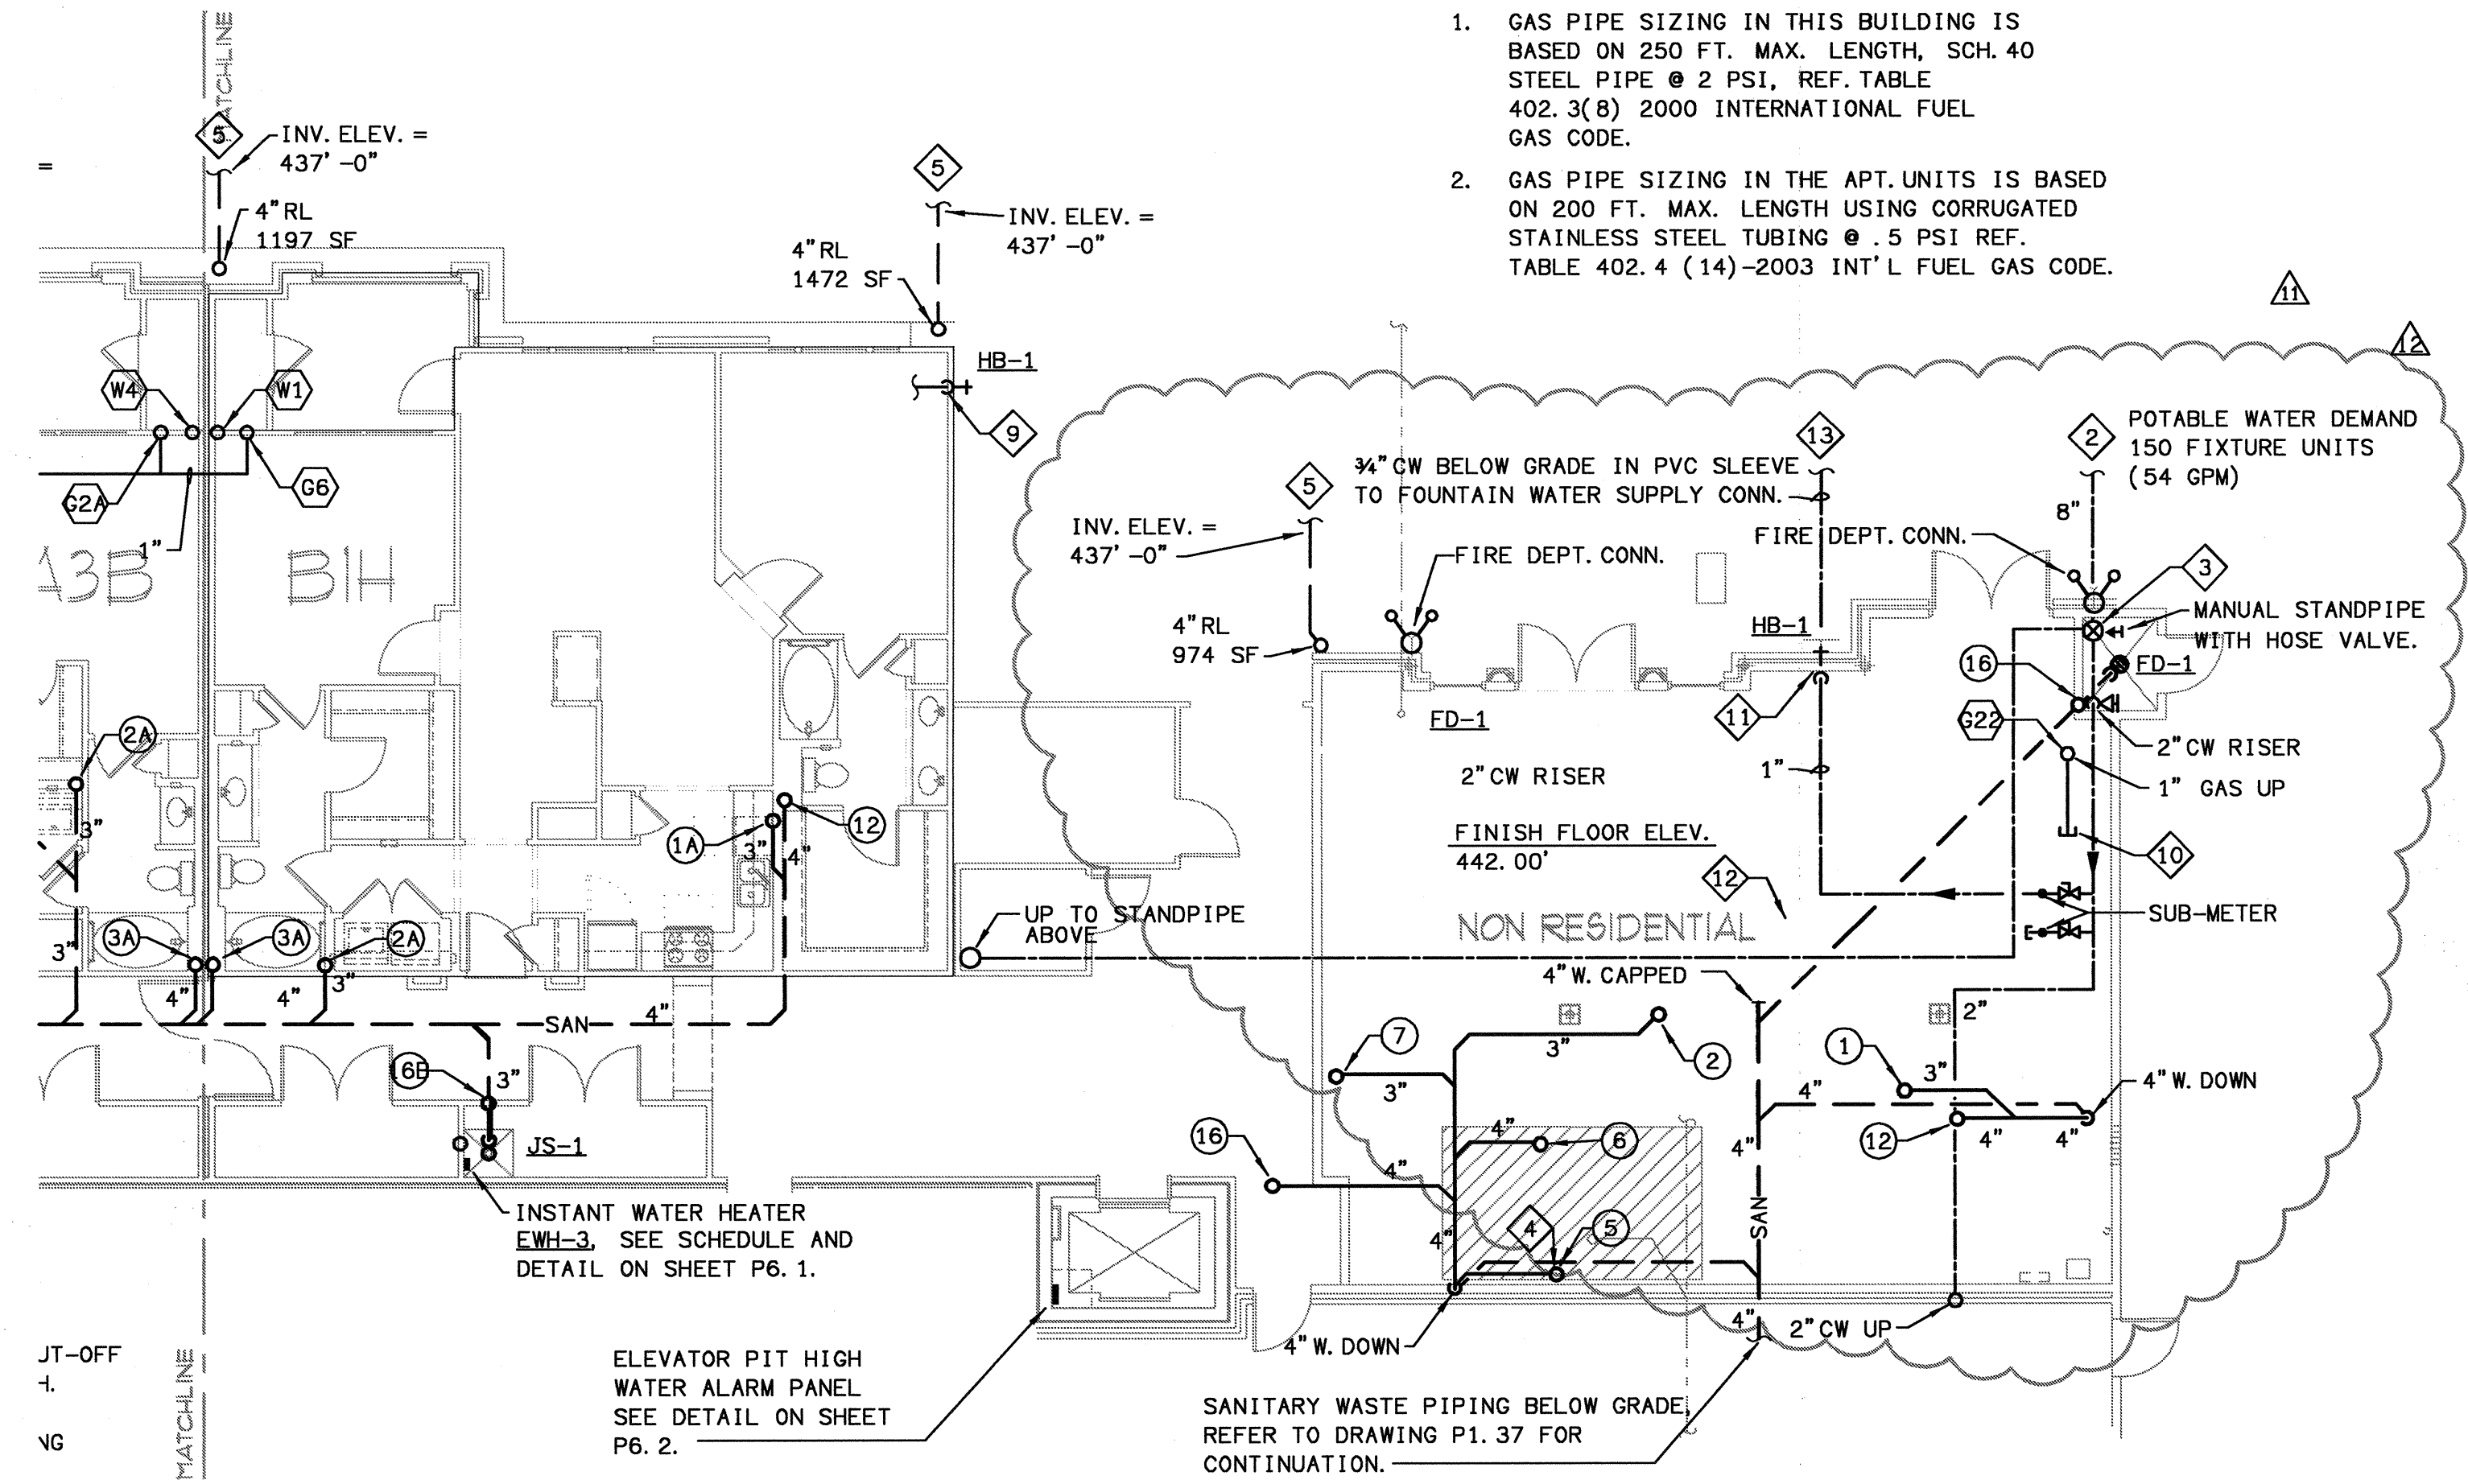 1. GAS PIPE SIZING IN THIS BUILDING IS
BASED ON 250 FT. MAX. LENGTH, SCH. 40
STEEL PIPE @ 2 PSI, REF. TABLE
402.3(8) 2000 INTERNATIONAL FUEL
GAS CODE.
2. GAS PIPE SIZING IN THE APT. UNITS IS BASED
ON 200 FT. MAX. LENGTH USING CORRUGATED
STAINLESS STEEL TUBING @ .5 PSI REF.
TABLE 402.4 (14)-2003 INT'L FUEL GAS CODE.
11
12
MATCHLINE
5
INV. ELEV. =
437'-0"
=
4"RL
1197 SF
5
INV. ELEV. =
437'-0"
4"RL
1472 SF
HB-1
9
W4
W1
G2A
G6
1"
A3B
B1H
2A
3"
3"
3A
3A
2A
3"
4"
4"
1A
3"
4"
12
SAN
4"
16B
3"
JS-1
INSTANT WATER HEATER
EWH-3, SEE SCHEDULE AND
DETAIL ON SHEET P6.1.
ELEVATOR PIT HIGH
WATER ALARM PANEL
SEE DETAIL ON SHEET
P6.2.
JT-OFF
H.
NG
MATCHLINE
UP TO STANDPIPE
ABOVE
5
INV. ELEV. =
437'-0"
4"RL
974 SF
3/4"CW BELOW GRADE IN PVC SLEEVE
TO FOUNTAIN WATER SUPPLY CONN.
13
2
POTABLE WATER DEMAND
150 FIXTURE UNITS
(54 GPM)
8"
FIRE DEPT. CONN.
FIRE DEPT. CONN.
3
MANUAL STANDPIPE
WITH HOSE VALVE.
HB-1
16
FD-1
11
FD-1
G22
2"CW RISER
2"CW RISER
1"
1" GAS UP
FINISH FLOOR ELEV.
442.00'
10
12
NON RESIDENTIAL
SUB-METER
4"W. CAPPED
2"
7
3"
3"
2
1
3"
4"
4"W. DOWN
16
4"
6
4"
4"
12
4"
4"
4"
4
5
SAN
4"W. DOWN
4"
2"CW UP
SANITARY WASTE PIPING BELOW GRADE,
REFER TO DRAWING P1.37 FOR
CONTINUATION.